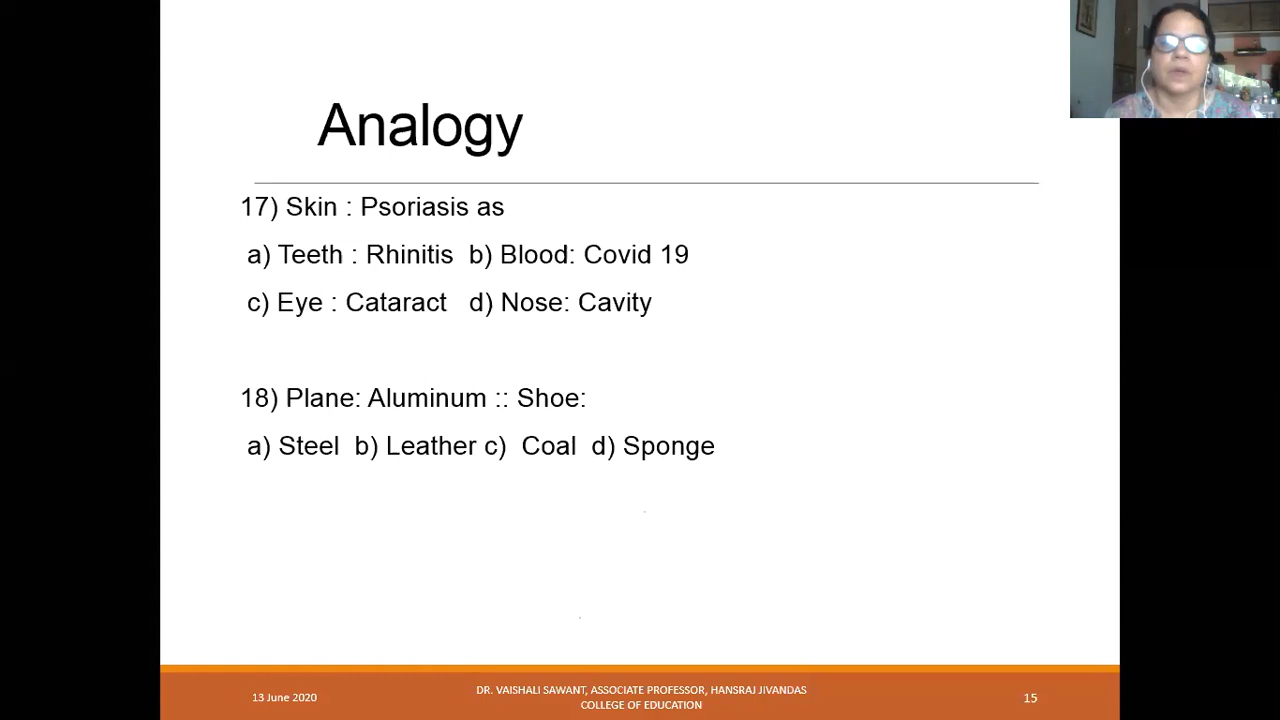 Analogy
17) Skin : Psoriasis as
a) Teeth : Rhinitis  b) Blood: Covid 19
c) Eye : Cataract   d) Nose: Cavity
18) Plane: Aluminum :: Shoe:
a) Steel  b) Leather c)  Coal  d) Sponge
13 June 2020
DR. VAISHALI SAWANT, ASSOCIATE PROFESSOR, HANSRAJ JIVANDAS
COLLEGE OF EDUCATION
15